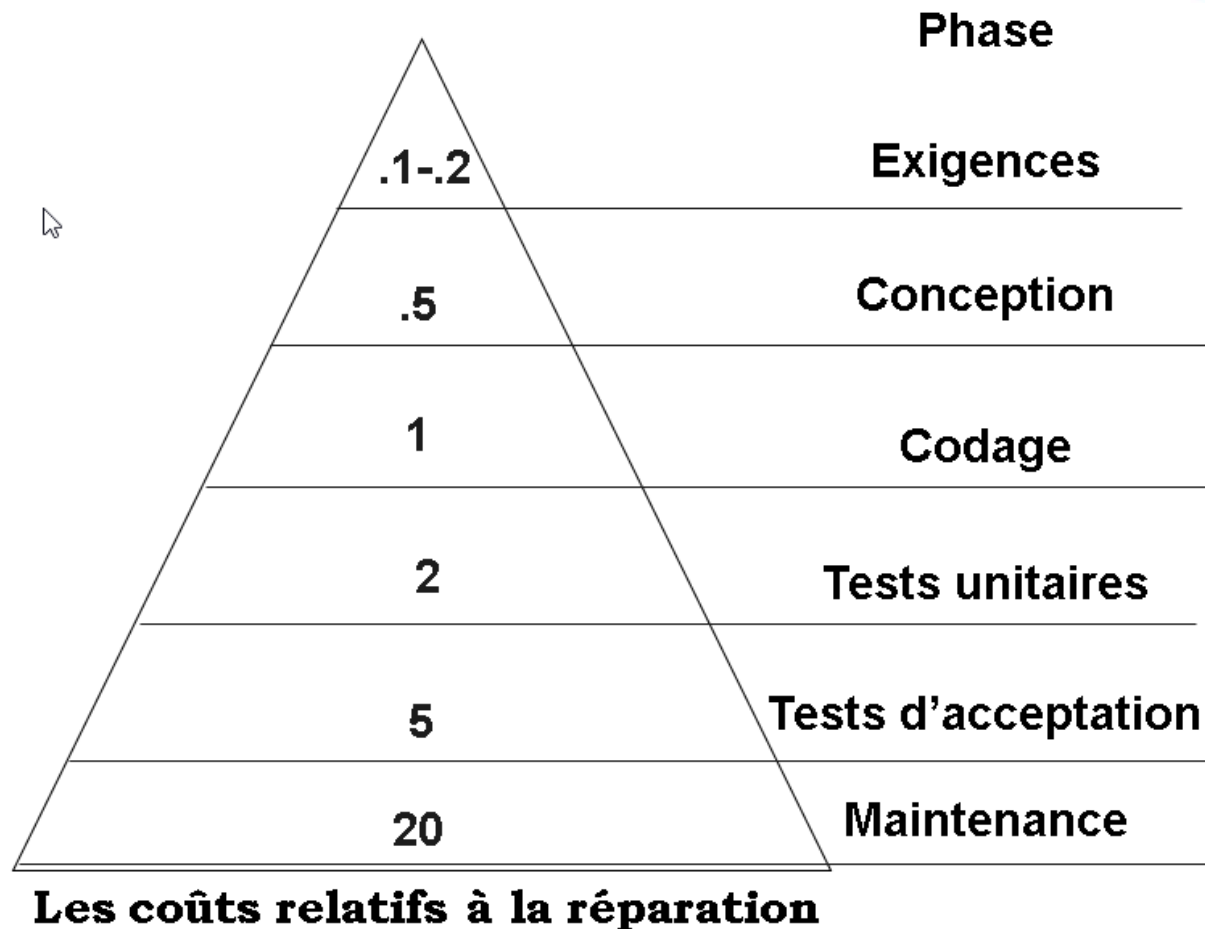 Phase
.1-.2 Exigences
.5 Conception
1 Codage
2 Tests unitaires
5 Tests d’acceptation
20 Maintenance
Les coûts relatifs à la réparation